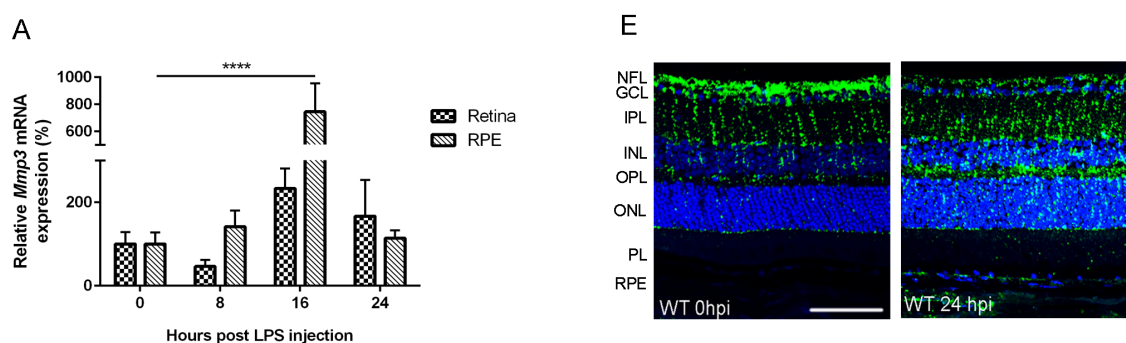 A
Relative Mmp3 mRNA
expression (%)
1000
800
600
200
0
****
0
8
16
24
Hours post LPS injection
Retina
RPE
E
NFL
GCL
IPL
INL
OPL
ONL
PL
RPE
WT 0hpi
WT 24 hpi